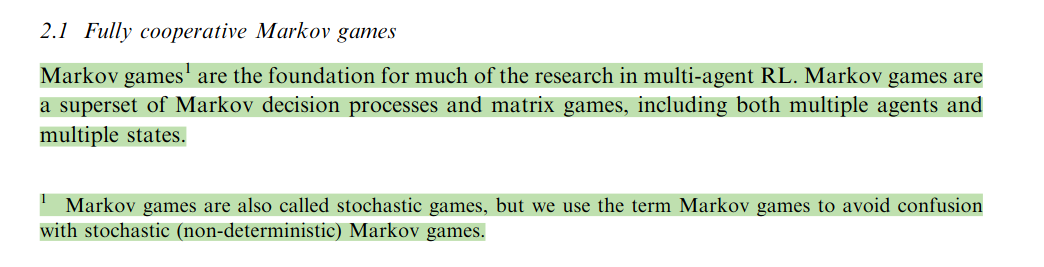 2.1 Fully cooperative Markov games
Markov games¹ are the foundation for much of the research in multi-agent RL. Markov games are
a superset of Markov decision processes and matrix games, including both multiple agents and
multiple states.
¹ Markov games are also called stochastic games, but we use the term Markov games to avoid confusion
with stochastic (non-deterministic) Markov games.